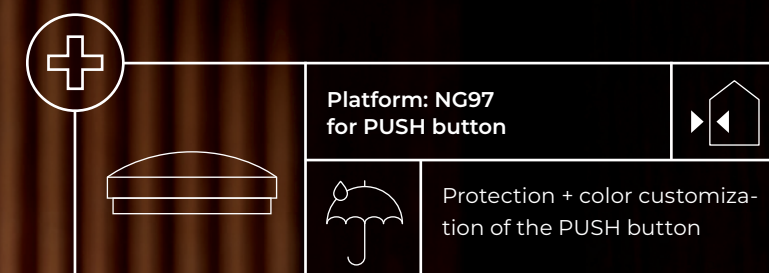 Platform: NG97
for PUSH button
Protection + color customiza-
tion of the PUSH button